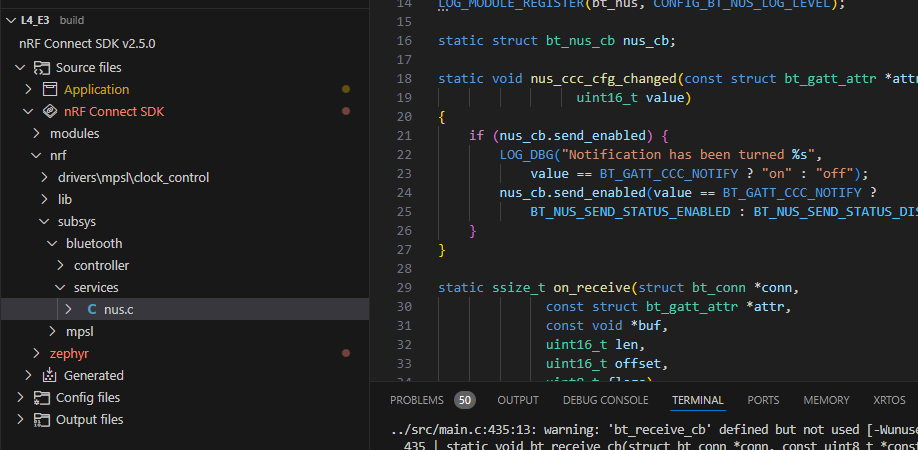 L4_E3 build
nRF Connect SDK v2.5.0
Source files
Application
nRF Connect SDK
modules
nrf
drivers\mpsl\clock_control
lib
subsys
bluetooth
controller
services
C nus.c
mpsl
zephyr
Generated
Config files
Output files
14 LOG_MODULE_REGISTER(bt_nus, CONFIG_BT_NUS_LOG_LEVEL);
15
16 static struct bt_nus_cb nus_cb;
17
18 static void nus_ccc_cfg_changed(const struct bt_gatt_attr *attr
19 uint16_t value)
20 {
21 if (nus_cb.send_enabled) {
22 LOG_DBG("Notification has been turned %s",
23 value == BT_GATT_CCC_NOTIFY ? "on" : "off");
24 nus_cb.send_enabled(value == BT_GATT_CCC_NOTIFY ?
25 BT_NUS_SEND_STATUS_ENABLED : BT_NUS_SEND_STATUS_DIS
26 }
27 }
28
29 static ssize_t on_receive(struct bt_conn *conn,
30 const struct bt_gatt_attr *attr,
31 const void *buf,
32 uint16_t len,
33 uint16_t offset,
34 uint8_t flags)
PROBLEMS 50 OUTPUT DEBUG CONSOLE TERMINAL PORTS MEMORY XRTOS
../src/main.c:435:13: warning: 'bt_receive_cb' defined but not used [-Wunuse
435 | static void bt_receive_cb(struct bt_conn *conn, const uint8_t *const